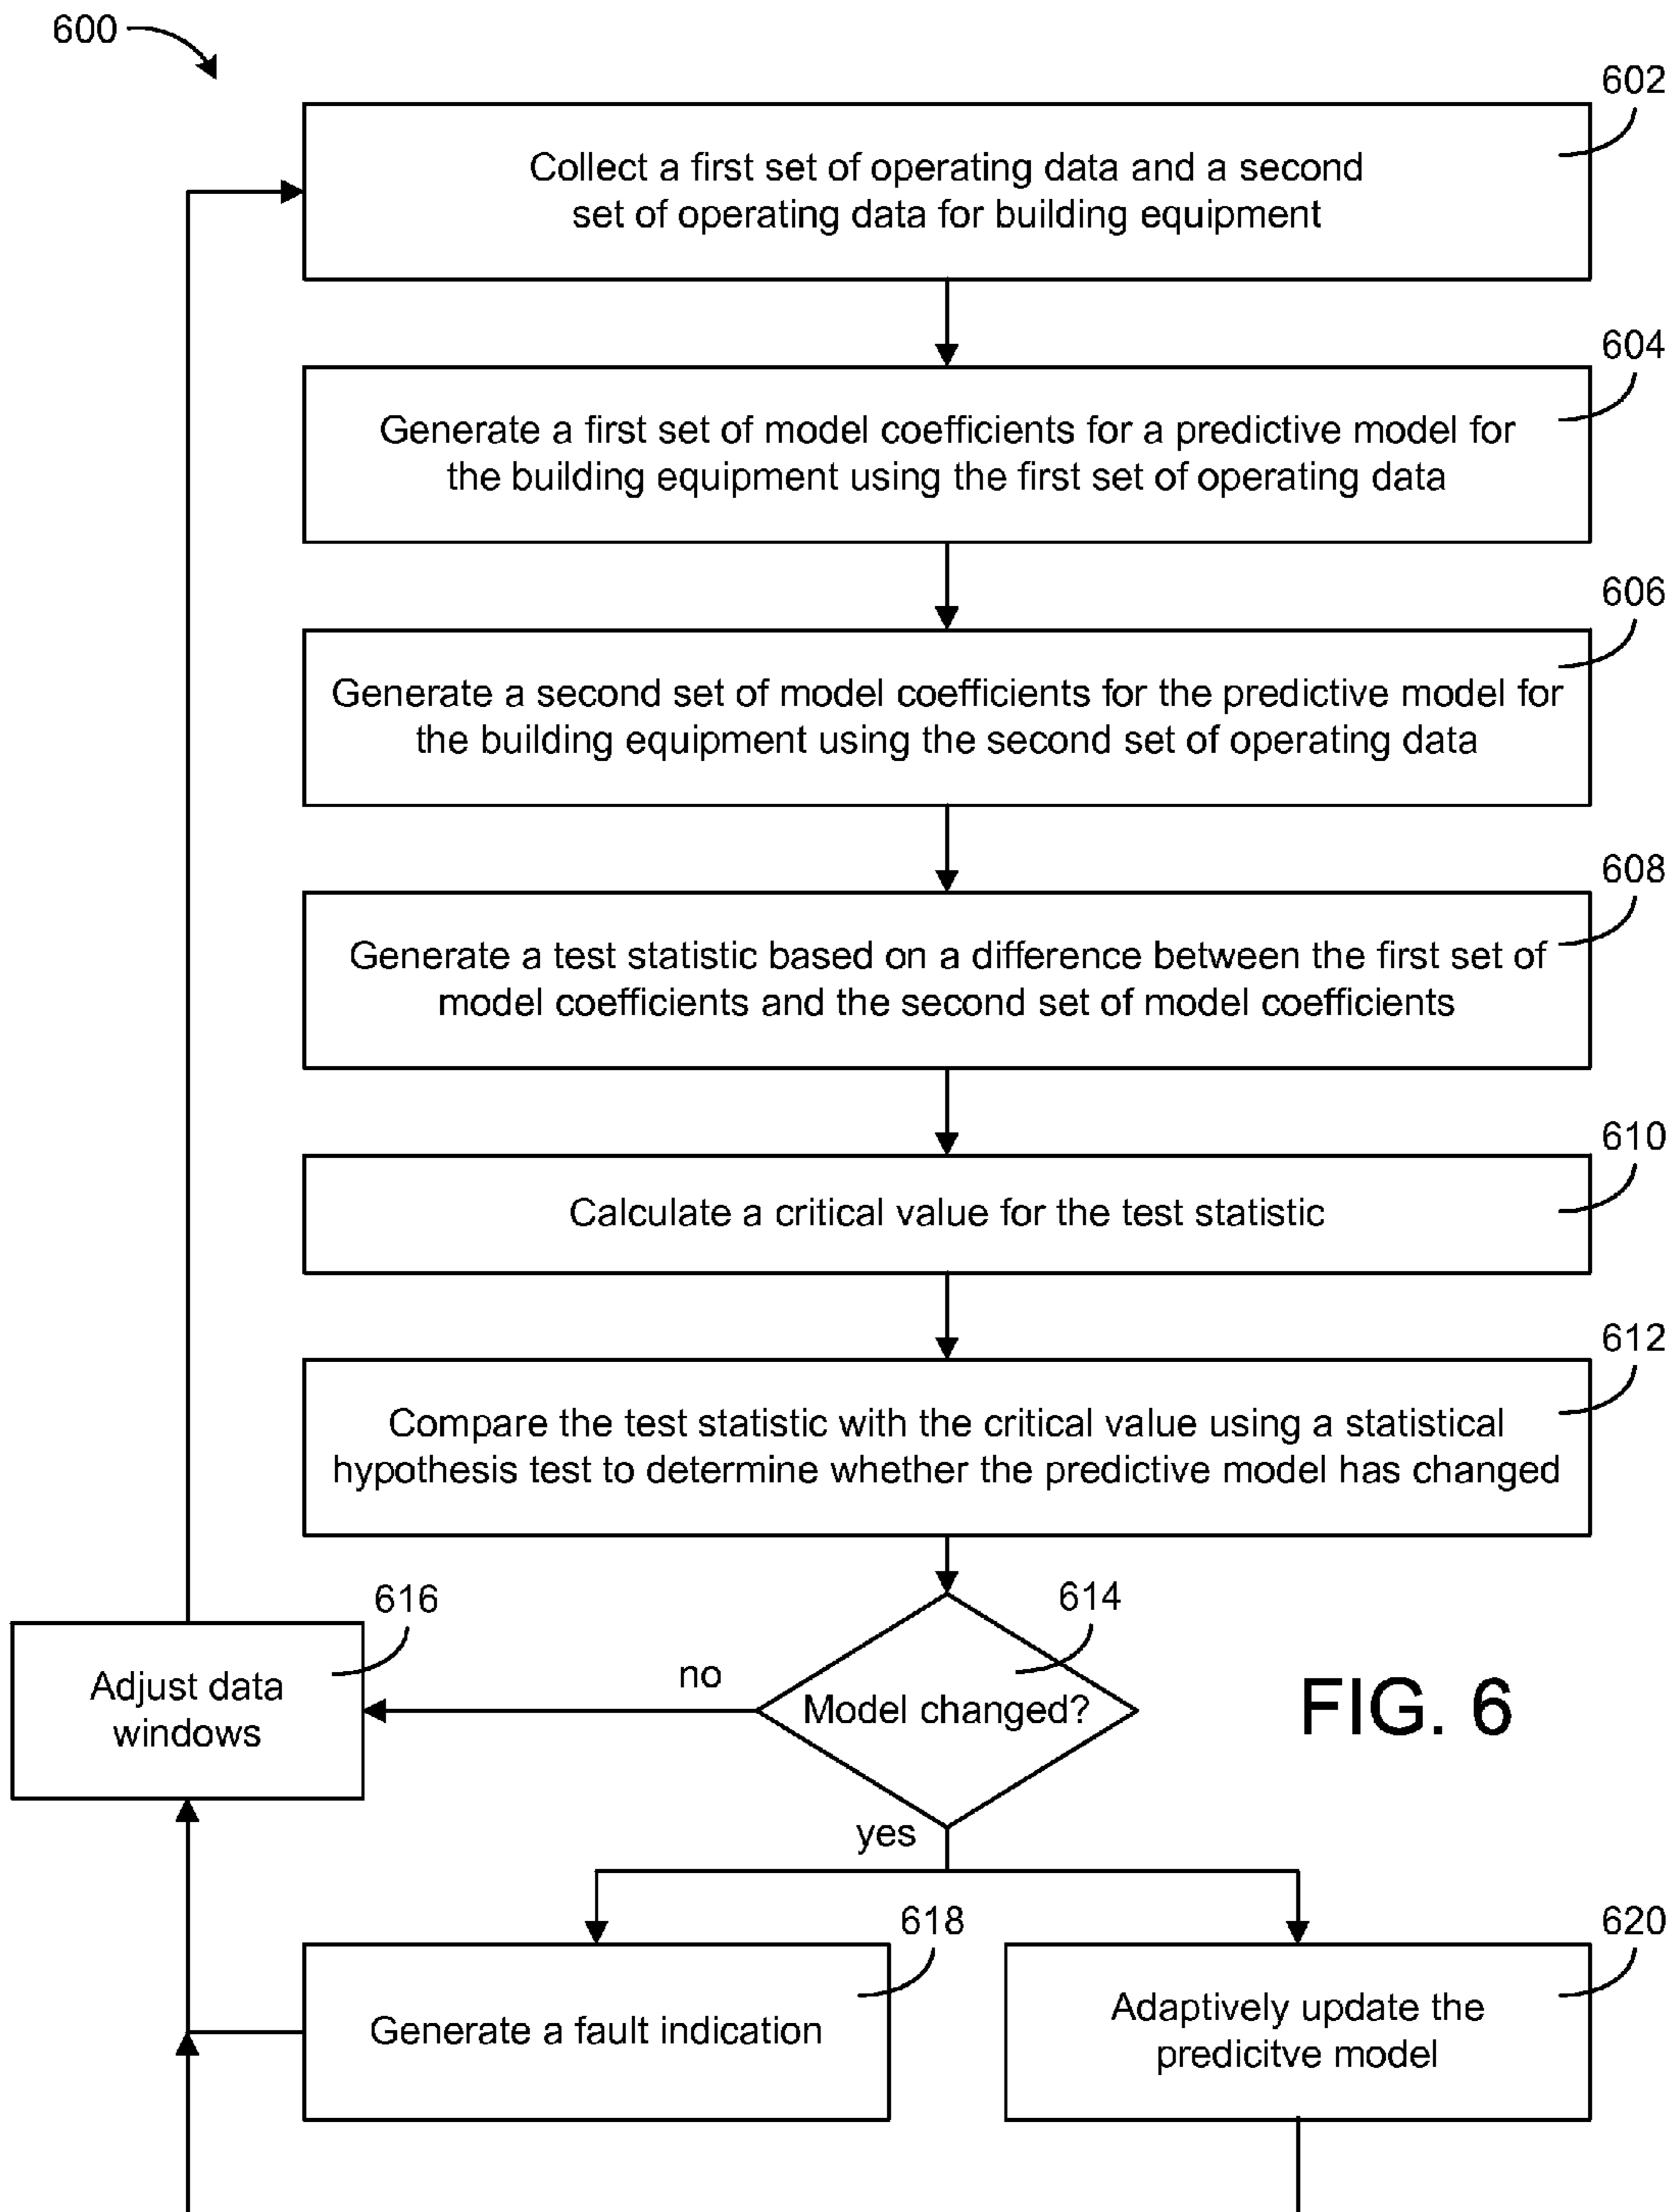 600
602
Collect a first set of operating data and a second
set of operating data for building equipment
604
Generate a first set of model coefficients for a predictive model for
the building equipment using the first set of operating data
606
Generate a second set of model coefficients for the predictive model for
the building equipment using the second set of operating data
608
Generate a test statistic based on a difference between the first set of
model coefficients and the second set of model coefficients
610
Calculate a critical value for the test statistic
612
Compare the test statistic with the critical value using a statistical
hypothesis test to determine whether the predictive model has changed
614
Model changed?
no
616
Adjust data
windows
FIG. 6
yes
618
Generate a fault indication
620
Adaptively update the
predicitve model